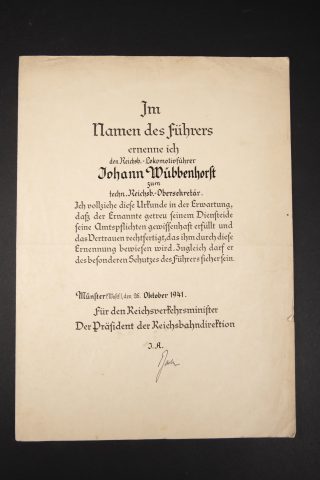 Im
Namen des Führers
ernenne ich
den Reichsb.-Lokomotivführer
Johann Wübbenhorst
zum
techn. Reichsb.-Obersekretär.
Ich vollziehe diese Urkunde in der Erwartung,
daß der Ernannte getreu seinem Diensteide
seine Amtspflichten gewissenhaft erfüllt und
das Vertrauen rechtfertigt, das ihm durch diese
Ernennung bewiesen wird. Zugleich darf er
des besonderen Schutzes des Führers sicher sein.
Münster (Westf.), den 26. Oktober 1941.
Für den Reichsverkehrsminister
Der Präsident der Reichsbahndirektion
I.A.